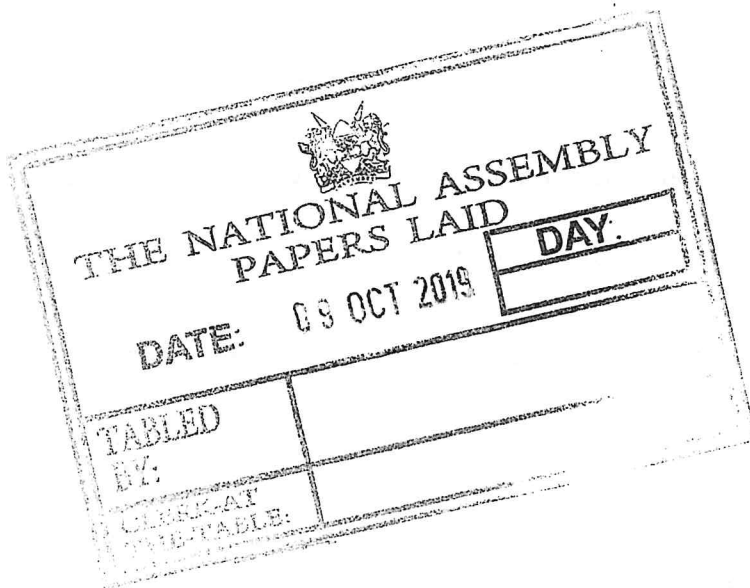 THE NATIONAL ASSEMBLY
PAPERS LAID
DATE: 09 OCT 2019
DAY:
TABLED
BY:
CLERK-AT
THE-TABLE: